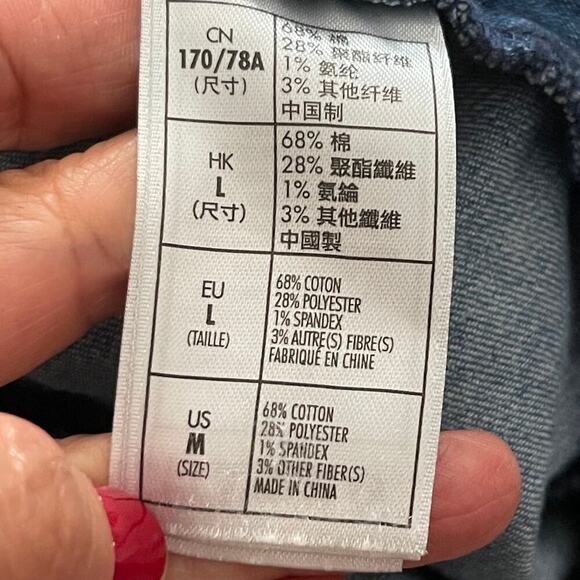 CN
170/78A
(尺寸)
68% 棉
28% 聚酯纤维
1% 氨纶
3% 其他纤维
中国制
HK
L
(尺寸)
68% 棉
28% 聚酯纖維
1% 氨綸
3% 其他纖維
中國製
EU
L
(TAILLE)
68% COTON
28% POLYESTER
1% SPANDEX
3% AUTRE(S) FIBRE(S)
FABRIQUÉ EN CHINE
US
M
(SIZE)
68% COTTON
28% POLYESTER
1% SPANDEX
3% OTHER FIBER(S)
MADE IN CHINA